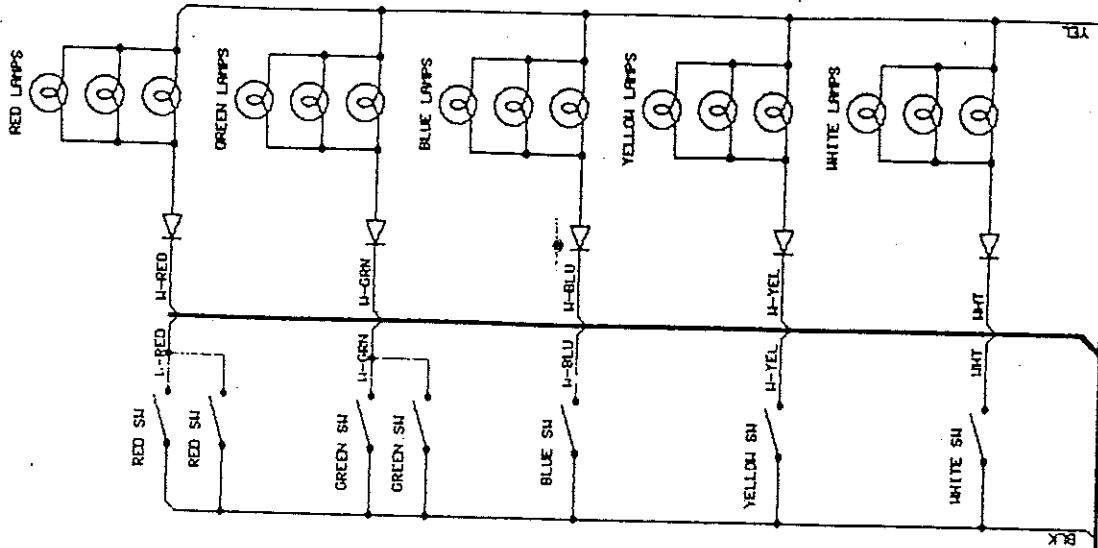 RED LAMPS
GREEN LAMPS
BLUE LAMPS
YELLOW LAMPS
WHITE LAMPS
YEL
W-RED
W-GRN
W-BLU
W-YEL
WHT
W-RED
W-GRN
W-BLU
W-YEL
WHT
RED SW
RED SW
GREEN SW
GREEN SW
BLUE SW
YELLOW SW
WHITE SW
BLK